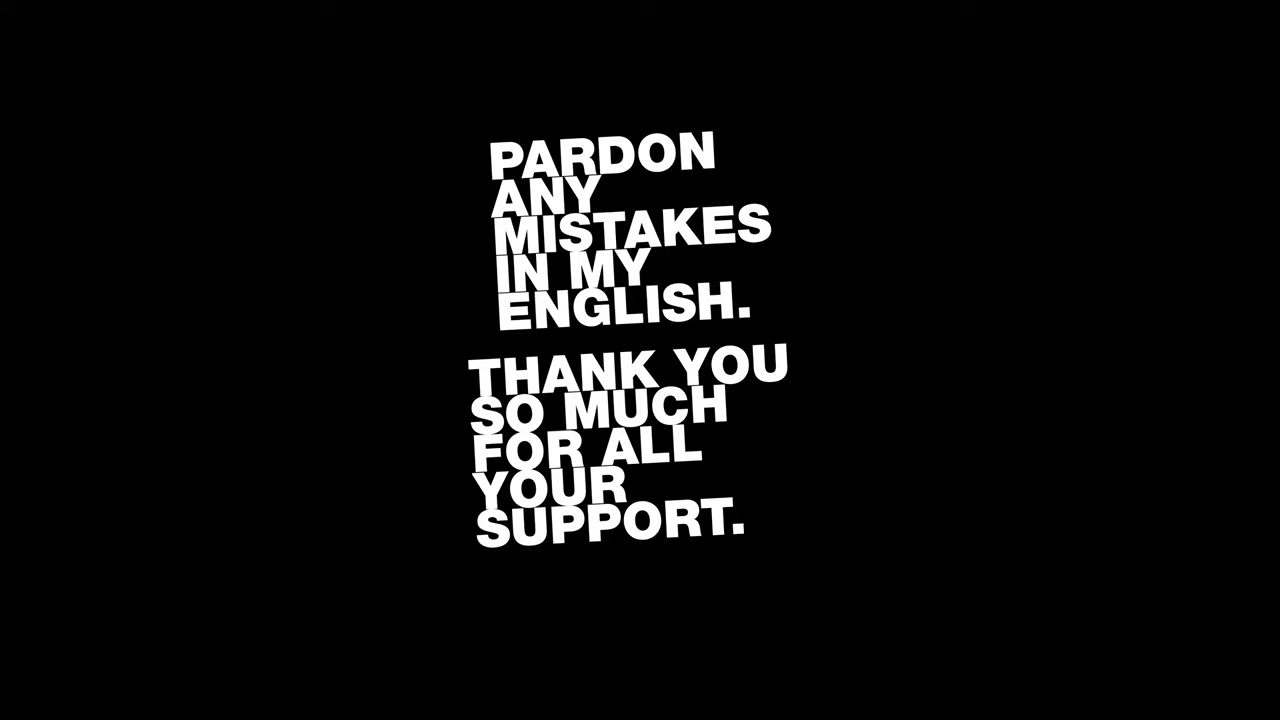 PARDON
ANY
MISTAKES
IN MY
ENGLISH.
THANK YOU
SO MUCH
FOR ALL
YOUR
SUPPORT.